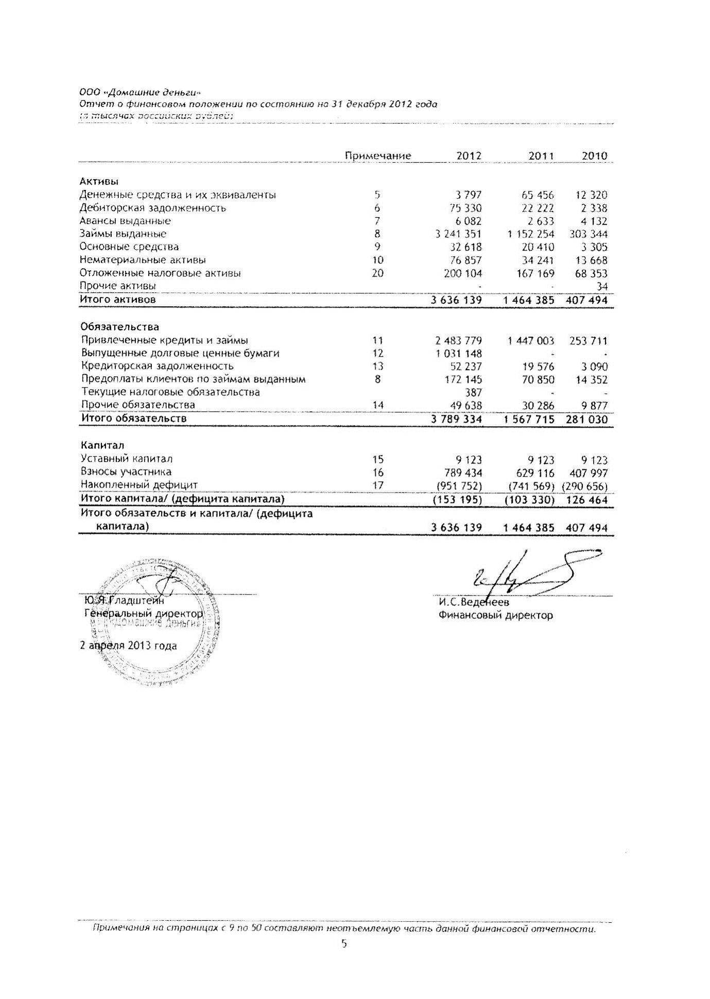 ООО «Домашние деньги»
Отчет о финансовом положении по состоянию на 31 декабря 2012 года
(в тысячах российских рублей)
Примечание 2012 2011 2010
Активы
Денежные средства и их эквиваленты 5 3 797 65 456 12 320
Дебиторская задолженность 6 75 330 22 222 2 338
Авансы выданные 7 6 082 2 633 4 132
Займы выданные 8 3 241 351 1 152 254 303 344
Основные средства 9 32 618 20 410 3 305
Нематериальные активы 10 76 857 34 241 13 668
Отложенные налоговые активы 20 200 104 167 169 68 353
Прочие активы - - 34
Итого активов 3 636 139 1 464 385 407 494
Обязательства
Привлеченные кредиты и займы 11 2 483 779 1 447 003 253 711
Выпущенные долговые ценные бумаги 12 1 031 148 - -
Кредиторская задолженность 13 52 237 19 576 3 090
Предоплаты клиентов по займам выданным 8 172 145 70 850 14 352
Текущие налоговые обязательства 387 - -
Прочие обязательства 14 49 638 30 286 9 877
Итого обязательств 3 789 334 1 567 715 281 030
Капитал
Уставный капитал 15 9 123 9 123 9 123
Взносы участника 16 789 434 629 116 407 997
Накопленный дефицит 17 (951 752) (741 569) (290 656)
Итого капитала/ (дефицита капитала) (153 195) (103 330) 126 464
Итого обязательств и капитала/ (дефицита
капитала) 3 636 139 1 464 385 407 494
Ю.Я.Гладштейн И.С.Веденеев
Генеральный директор Финансовый директор
«Домашние деньги»
2 апреля 2013 года
Примечания на страницах с 9 по 50 составляют неотъемлемую часть данной финансовой отчетности.
5